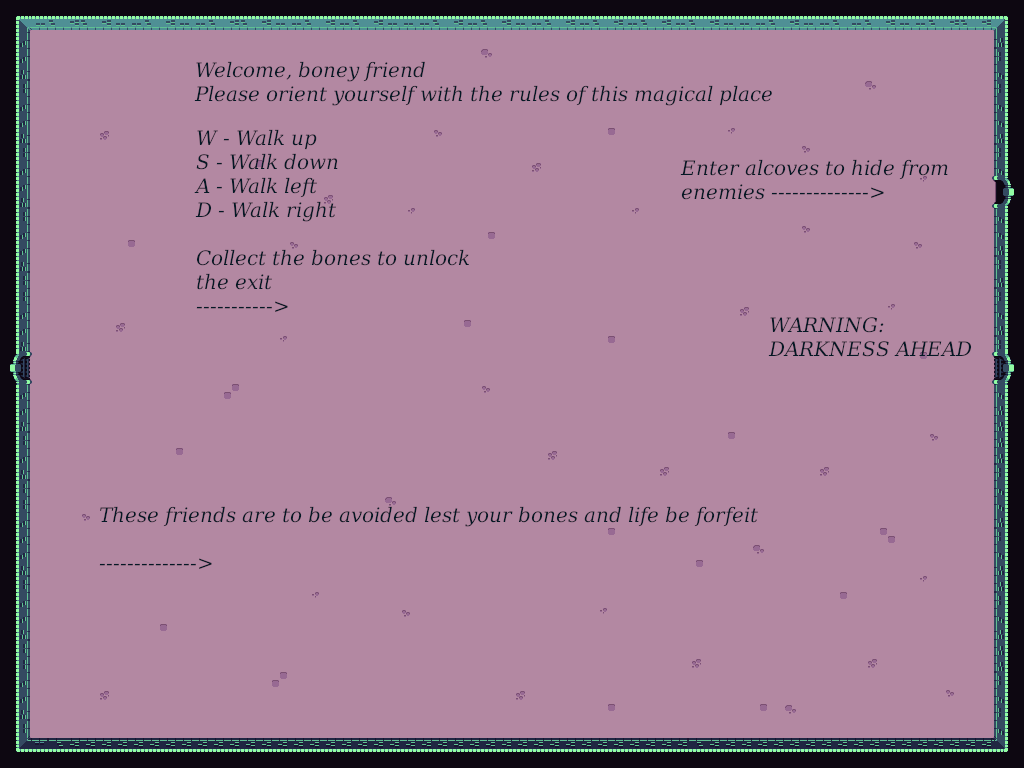 Welcome, boney friend
Please orient yourself with the rules of this magical place
W - Walk up
S - Walk down
A - Walk left
D - Walk right
Enter alcoves to hide from
enemies -------------->
Collect the bones to unlock
the exit
----------->
WARNING:
DARKNESS AHEAD
These friends are to be avoided lest your bones and life be forfeit
-------------->